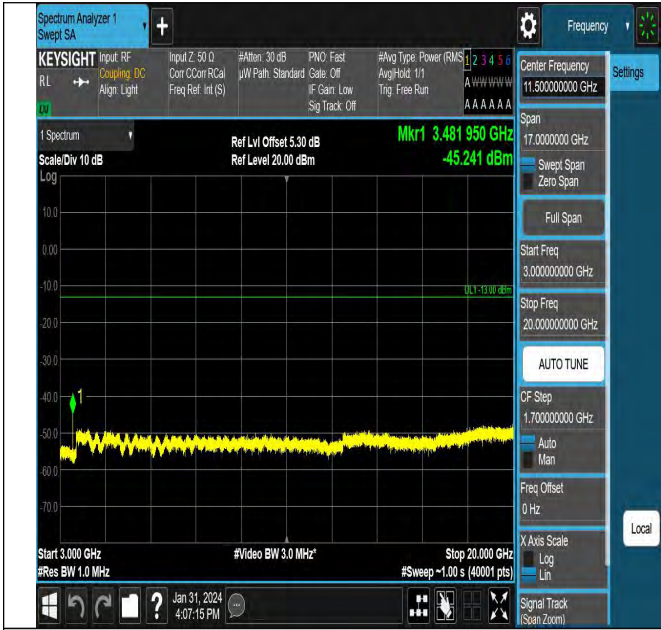 Spectrum Analyzer 1
Swept SA
+
Frequency
KEYSIGHT
RL
Input: RF
Coupling: DC
Align: Light
Input Z: 50 Ω
Corr CCorr RCal
Freq Ref: Int (S)
#Atten: 30 dB
µW Path: Standard
PNO: Fast
Gate: Off
IF Gain: Low
Sig Track: Off
#Avg Type: Power (RMS
Avg|Hold: 1/1
Trig: Free Run
1 2 3 4 5 6
A W W W W W
A A A A A A
Center Frequency
11.500000000 GHz
Settings
Span
17.0000000 GHz
Swept Span
Zero Span
Full Span
Start Freq
3.000000000 GHz
Stop Freq
20.000000000 GHz
AUTO TUNE
CF Step
1.700000000 GHz
Auto
Man
Freq Offset
0 Hz
X Axis Scale
Log
Lin
Signal Track
(Span Zoom)
Local
1 Spectrum
Scale/Div 10 dB
Ref Lvl Offset 5.30 dB
Ref Level 20.00 dBm
Mkr1 3.481 950 GHz
-45.241 dBm
Log
10.0
0.00
-10.0
DL1 -13.00 dBm
-20.0
-30.0
-40.0
1
-50.0
-60.0
-70.0
Start 3.000 GHz
#Video BW 3.0 MHz*
Stop 20.000 GHz
#Res BW 1.0 MHz
#Sweep ~1.00 s (40001 pts)
?
Jan 31, 2024
4:07:15 PM